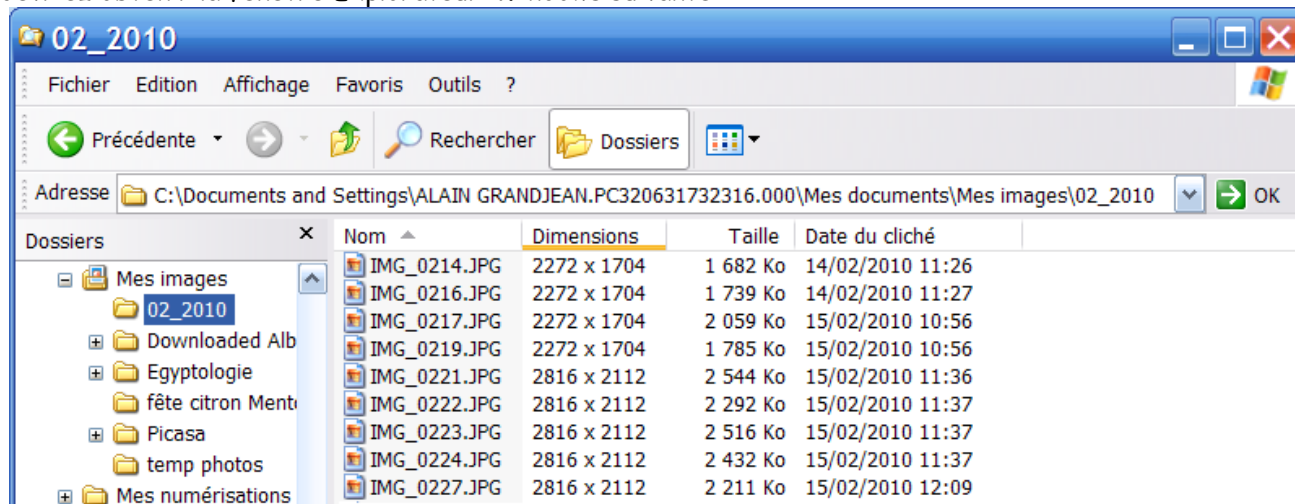 02_2010
Fichier Edition Affichage Favoris Outils ?
Précédente Rechercher Dossiers
Adresse C:\Documents and Settings\ALAIN GRANDJEAN.PC320631732316.000\Mes documents\Mes images\02_2010 OK
Dossiers x Nom Dimensions Taille Date du cliché
Mes images IMG_0214.JPG 2272 x 1704 1 682 Ko 14/02/2010 11:26
02_2010 IMG_0216.JPG 2272 x 1704 1 739 Ko 14/02/2010 11:27
Downloaded Alb IMG_0217.JPG 2272 x 1704 2 059 Ko 15/02/2010 10:56
Egyptologie IMG_0219.JPG 2272 x 1704 1 785 Ko 15/02/2010 10:56
fête citron Ment IMG_0221.JPG 2816 x 2112 2 544 Ko 15/02/2010 11:36
Picasa IMG_0222.JPG 2816 x 2112 2 292 Ko 15/02/2010 11:37
temp photos IMG_0223.JPG 2816 x 2112 2 516 Ko 15/02/2010 11:37
Mes numérisations IMG_0224.JPG 2816 x 2112 2 432 Ko 15/02/2010 11:37
IMG_0227.JPG 2816 x 2112 2 211 Ko 15/02/2010 12:09